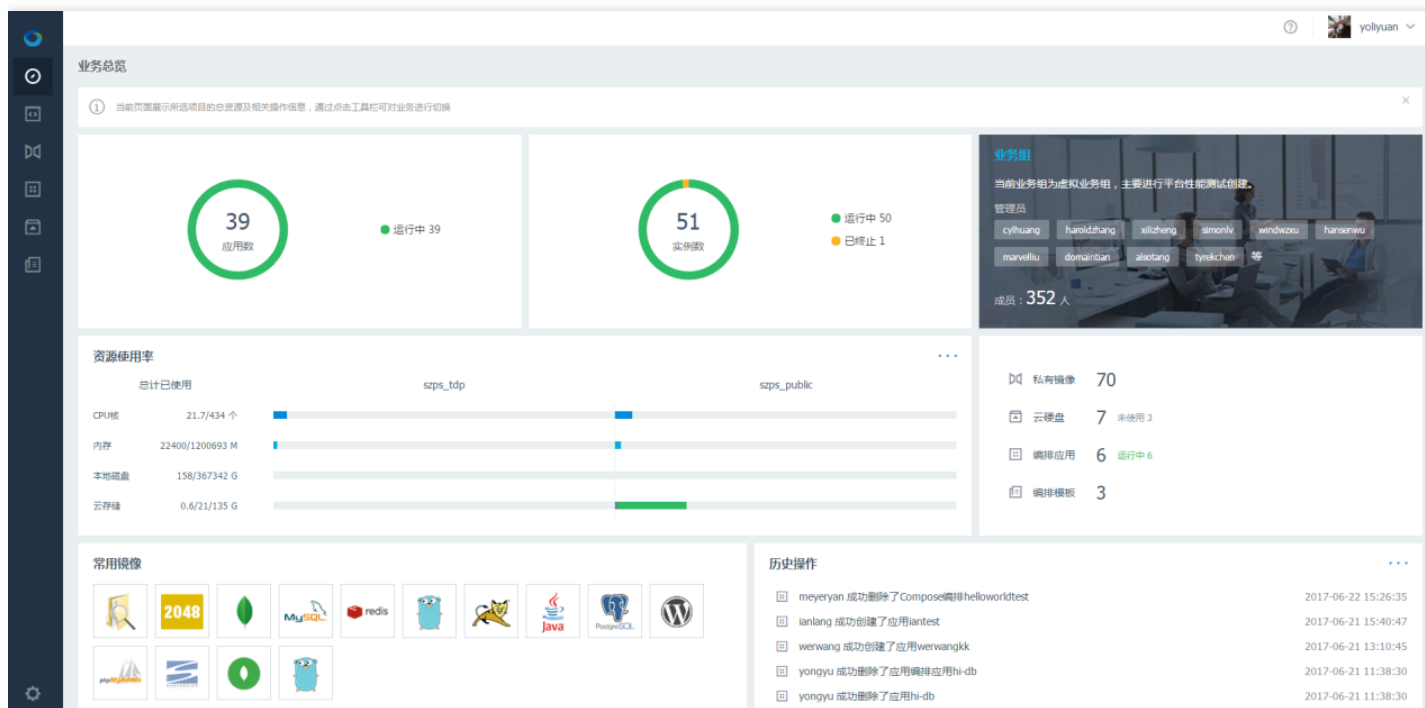 yoliyuan
业务总览
当前页面展示所选项目的总资源及相关操作信息，通过点击工具栏可对业务进行切换
39
应用数
运行中 39
51
实例数
运行中 50
已终止 1
业务组
当前业务组为虚拟业务组，主要进行平台性能测试创建。
管理员
cylhuang haroldzhang xilizheng simonlv windwzxu hansenwu
marvelliu domaintian alsotang tyrekchen 等
成员：352 人
资源使用率
总计已使用 szps_tdp szps_public
CPU核 21.7/434 个
内存 22400/1200693 M
本地磁盘 158/367342 G
云存储 0.6/21/135 G
私有镜像 70
云硬盘 7 未使用 3
编排应用 6 运行中 6
编排模板 3
常用镜像
2048 MySQL redis Java PostgreSQL
phpMyAdmin
历史操作
meyeryan 成功删除了Compose编排helloworldtest 2017-06-22 15:26:35
ianlang 成功创建了应用iantest 2017-06-21 15:40:47
werwang 成功创建了应用werwangkk 2017-06-21 13:10:45
yongyu 成功删除了应用编排应用hi-db 2017-06-21 11:38:30
yongyu 成功删除了应用hi-db 2017-06-21 11:38:30